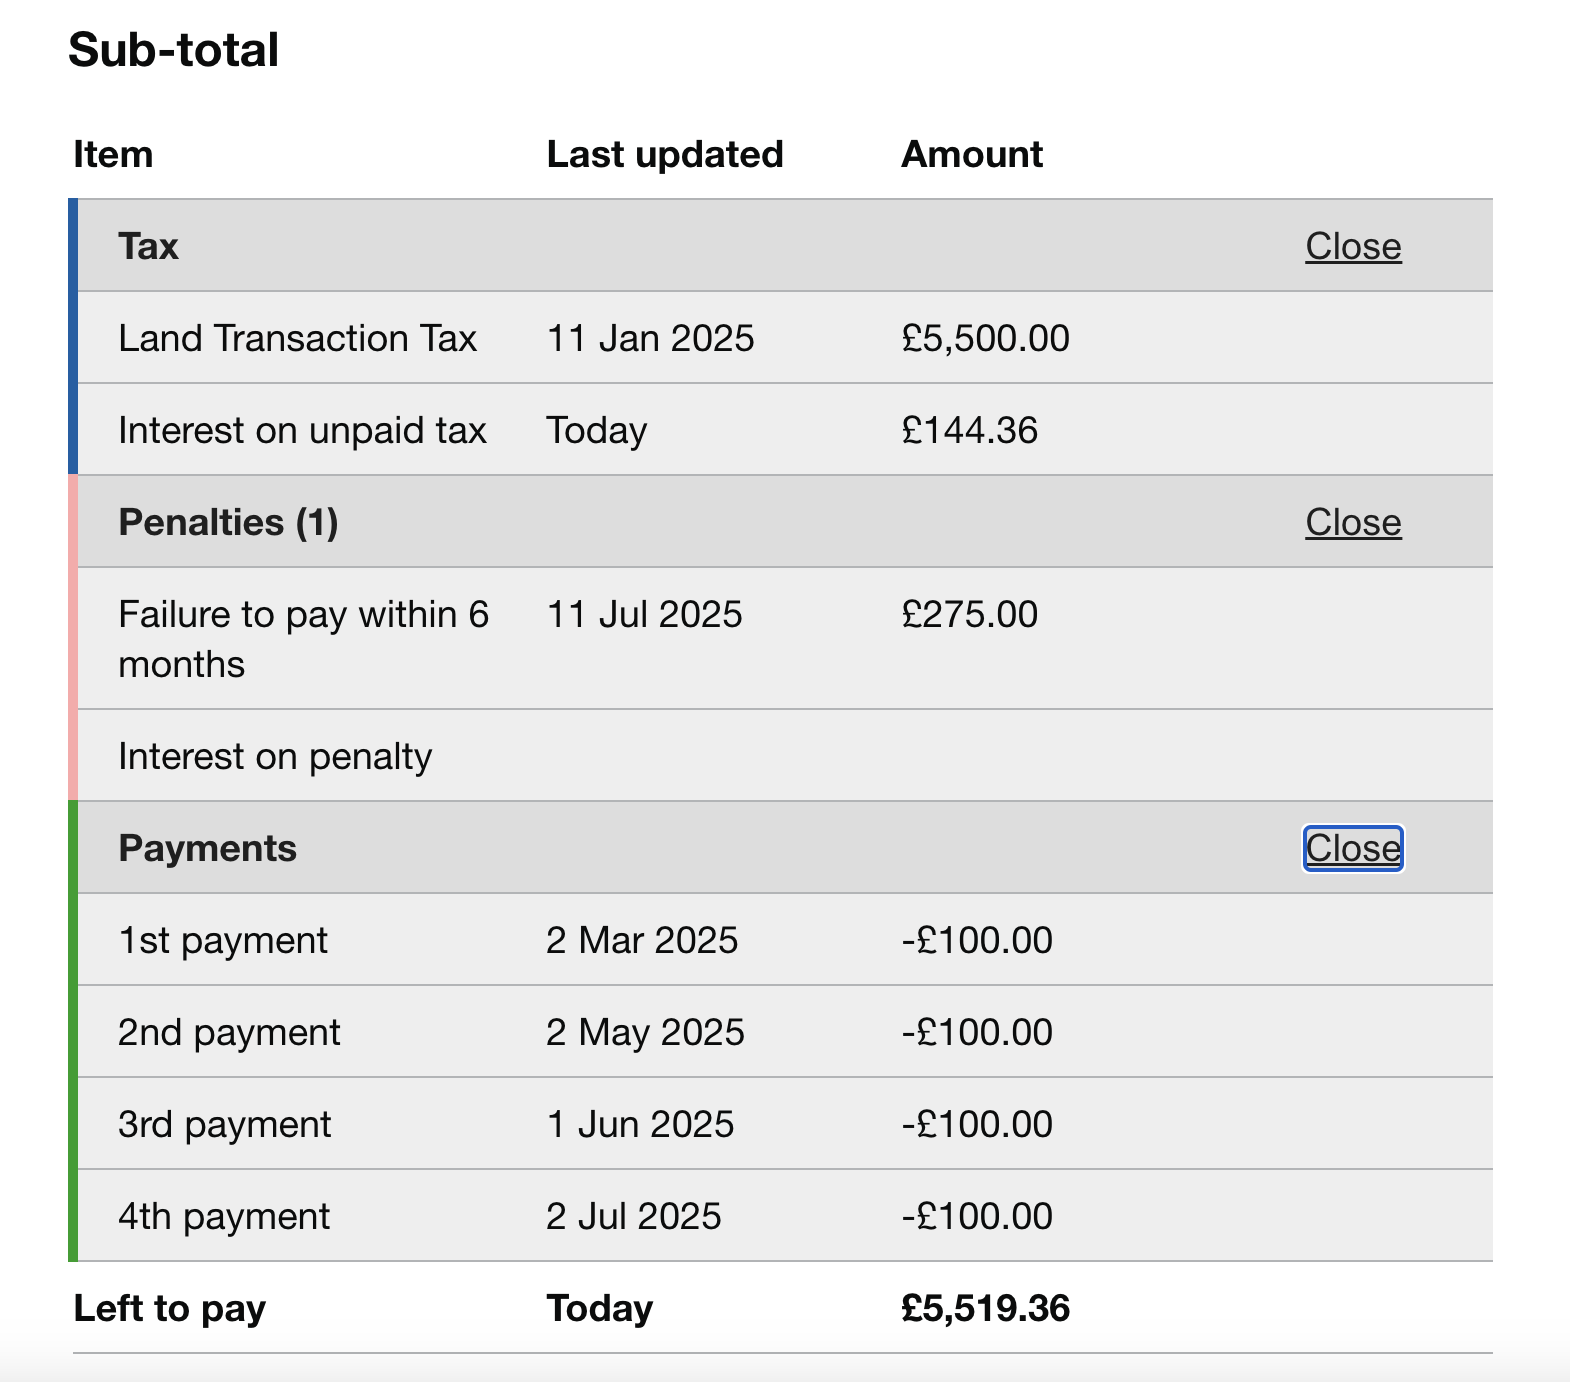 Sub-total
Item Last updated Amount
Tax Close
Land Transaction Tax 11 Jan 2025 £5,500.00
Interest on unpaid tax Today £144.36
Penalties (1) Close
Failure to pay within 6 11 Jul 2025 £275.00
months
Interest on penalty
Payments Close
1st payment 2 Mar 2025 -£100.00
2nd payment 2 May 2025 -£100.00
3rd payment 1 Jun 2025 -£100.00
4th payment 2 Jul 2025 -£100.00
Left to pay Today £5,519.36